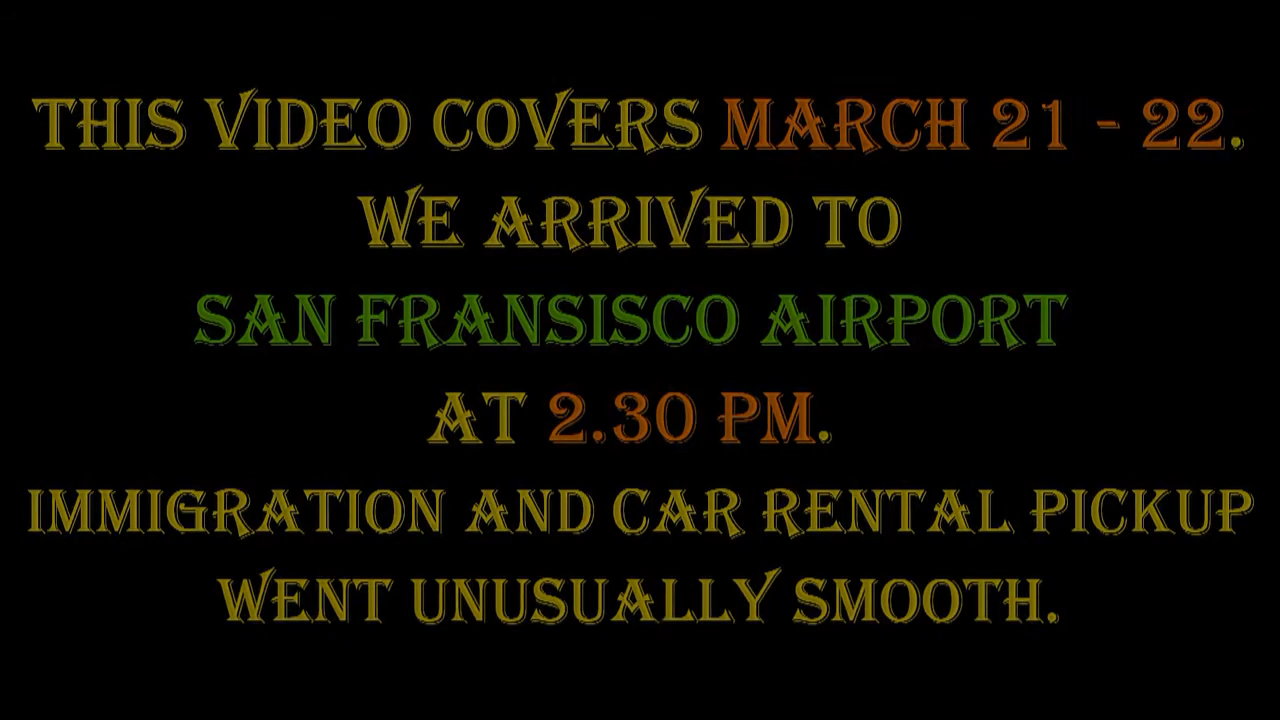 THIS VIDEO COVERS MARCH 21 - 22.
WE ARRIVED TO
SAN FRANSISCO AIRPORT
AT 2.30 PM.
IMMIGRATION AND CAR RENTAL PICKUP
WENT UNUSUALLY SMOOTH.